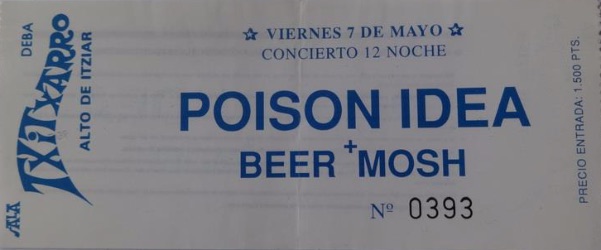 DEBA
SALA TXiTXARRO
ALTO DE ITZIAR
VIERNES 7 DE MAYO
CONCIERTO 12 NOCHE
POISON IDEA
+
BEER MOSH
Nº 0393
PRECIO ENTRADA: 1.500 PTS.